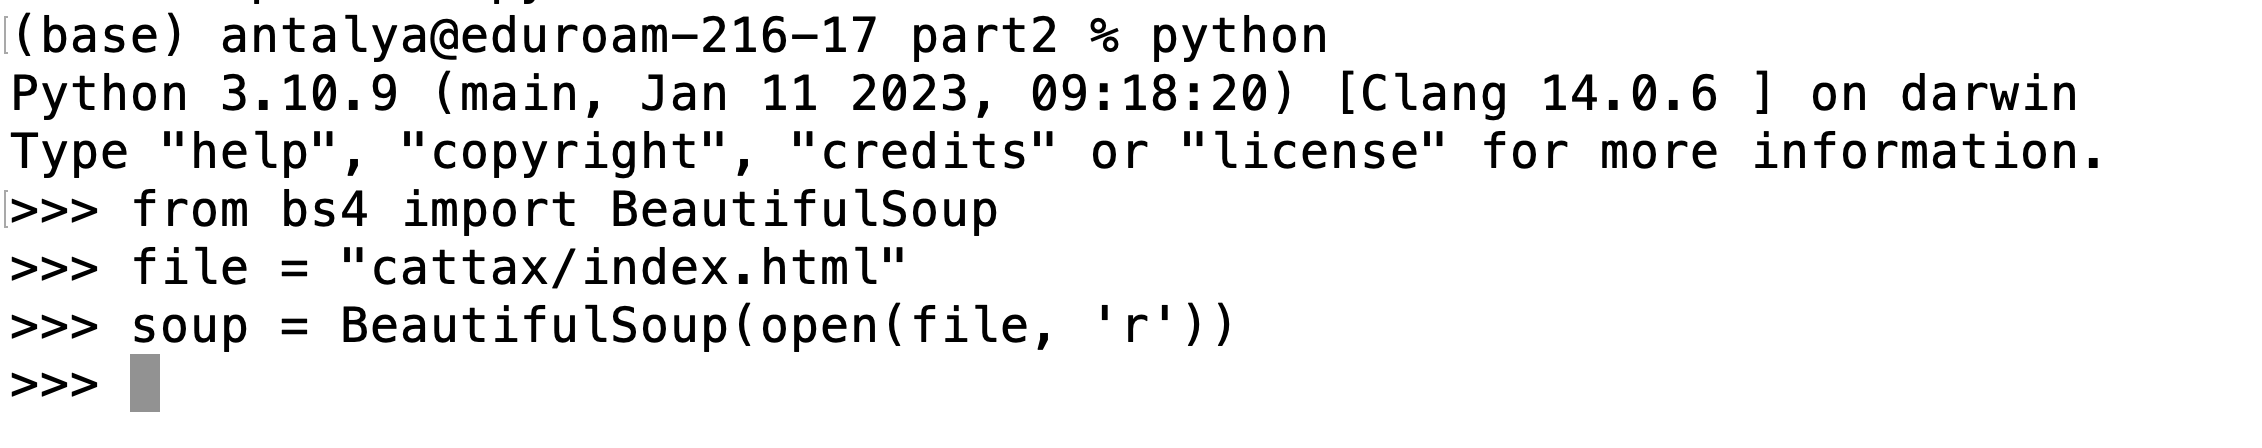 (base) antalya@eduroam-216-17 part2 % python
Python 3.10.9 (main, Jan 11 2023, 09:18:20) [Clang 14.0.6 ] on darwin
Type "help", "copyright", "credits" or "license" for more information.
>>> from bs4 import BeautifulSoup
>>> file = "cattax/index.html"
>>> soup = BeautifulSoup(open(file, 'r'))
>>>